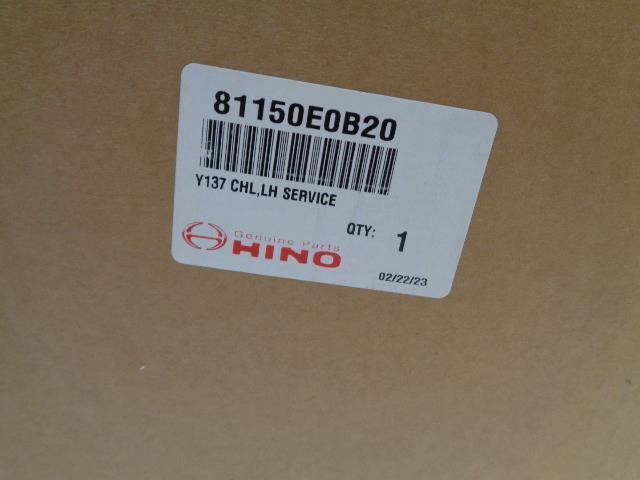 81150E0B20
Y137 CHL,LH SERVICE
QTY: 1
Genuine Parts
HINO
02/22/23